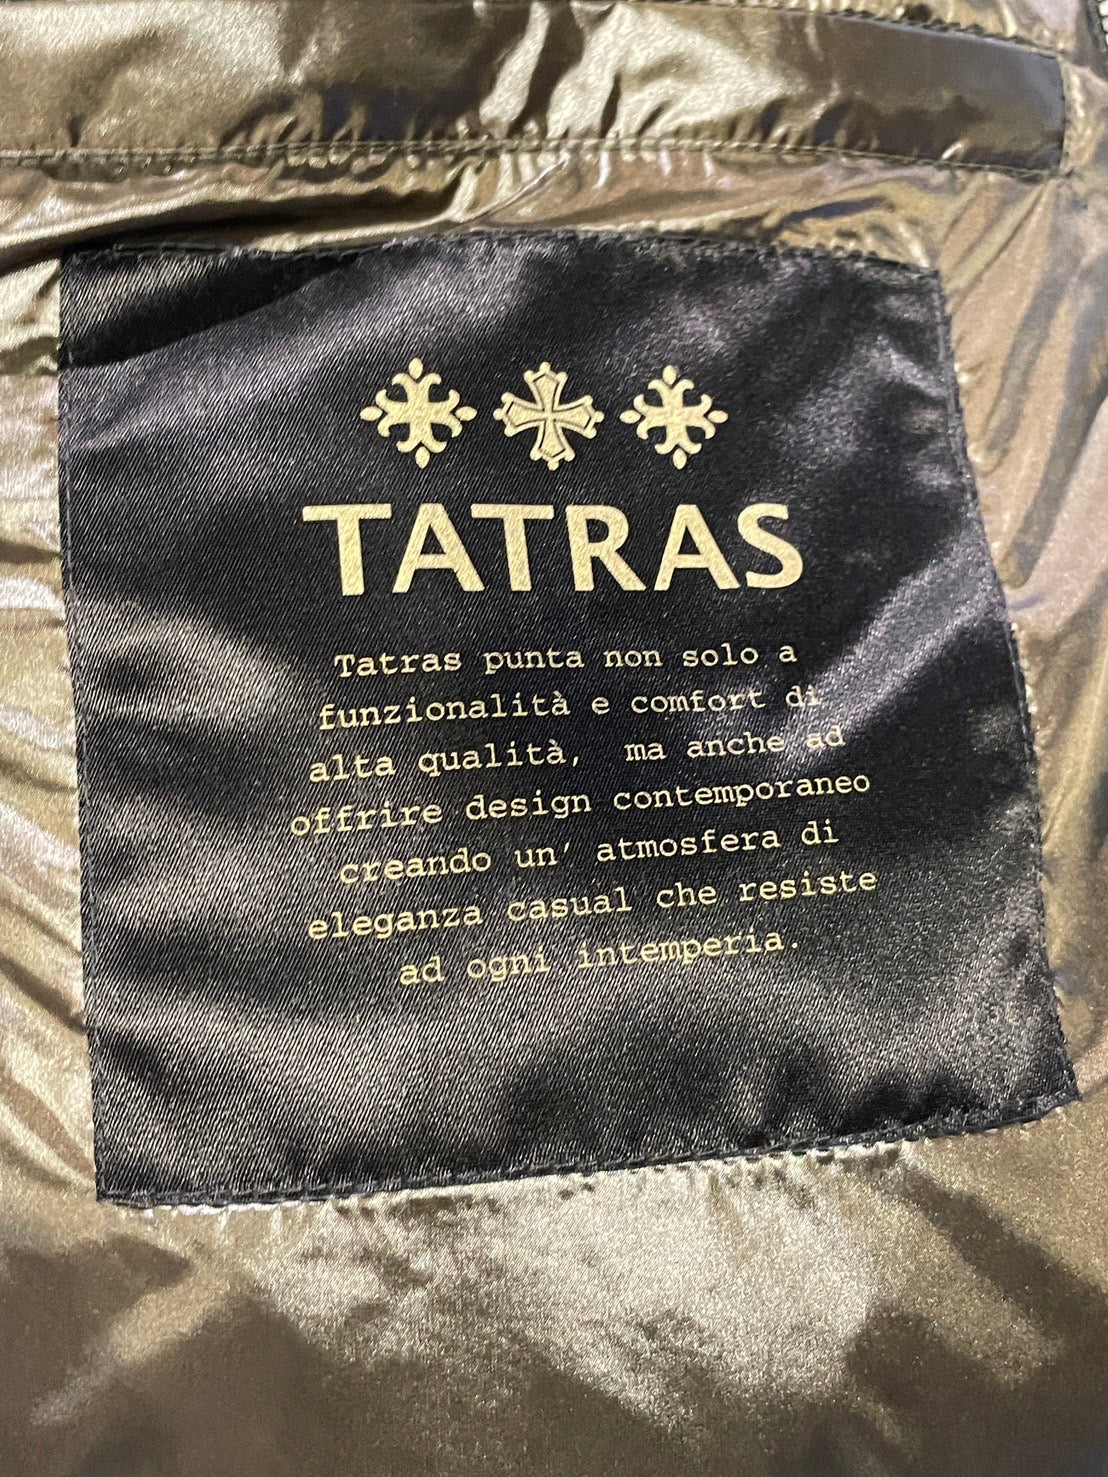 TATRAS
Tatras punta non solo a
funzionalità e comfort di
alta qualità, ma anche ad
offrire design contemporaneo
creando un' atmosfera di
eleganza casual che resiste
ad ogni intemperia.